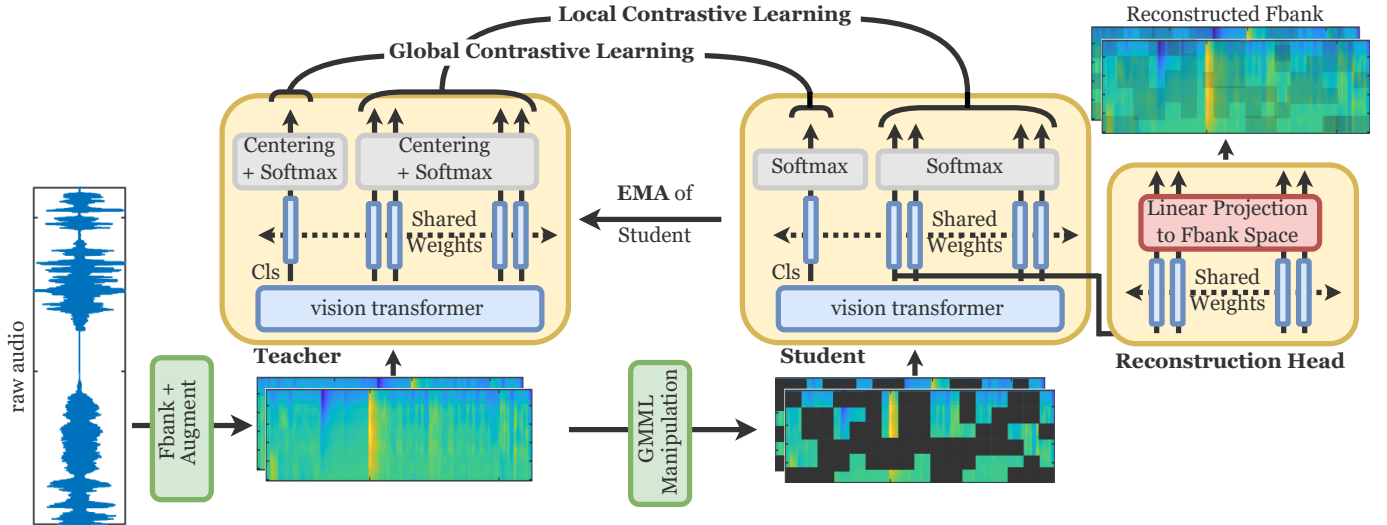 Local Contrastive Learning
Global Contrastive Learning
Reconstructed Fbank
Centering
+ Softmax
Centering
+ Softmax
Shared
Weights
Cls
vision transformer
Teacher
EMA of
Student
Softmax
Softmax
Shared
Weights
Cls
vision transformer
Student
Linear Projection
to Fbank Space
Shared
Weights
Reconstruction Head
raw audio
Fbank +
Augment
GMML
Manipulation